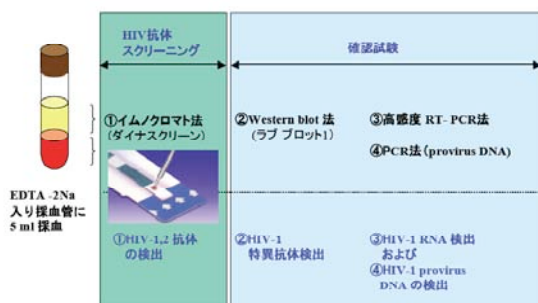 HIV抗体
スクリーニング
確認試験
①イムノクロマト法
(ダイナスクリーン)
②Western blot 法
(ラブ ブロット1)
③高感度 RT- PCR法
④PCR法(provirus DNA)
EDTA -2Na
入り採血管に
5 ml 採血
①HIV-1,2 抗体
の検出
②HIV-1
特異抗体検出
③HIV-1 RNA 検出
および
④HIV-1 provirus
DNA の検出